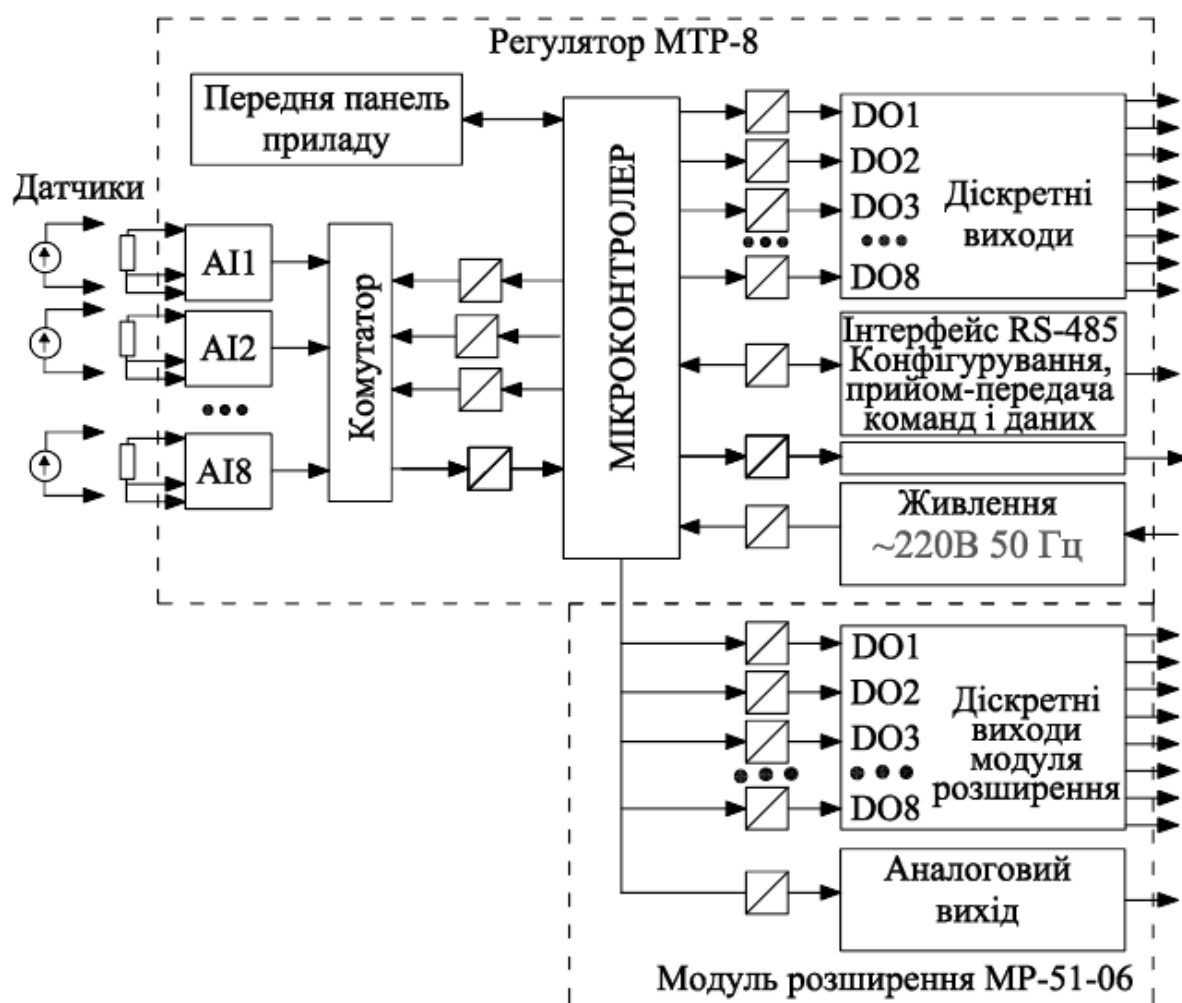 Регулятор МТР-8
Передня панель
приладу
Датчики
AI1
AI2
AI8
Комутатор
МІКРОКОНТРОЛЕР
DO1
DO2
DO3
DO8
Діскретні
виходи
Інтерфейс RS-485
Конфігурування,
прийом-передача
команд і даних
Живлення
~220В 50 Гц
DO1
DO2
DO3
DO8
Діскретні
виходи
модуля
розширення
Аналоговий
вихід
Модуль розширення МР-51-06